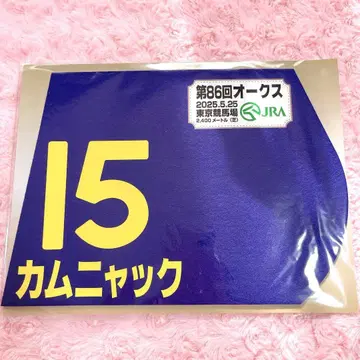 第86回オークス
2025.5.25
東京競馬場
2,400メートル(芝)
JRA
15
カムニャック